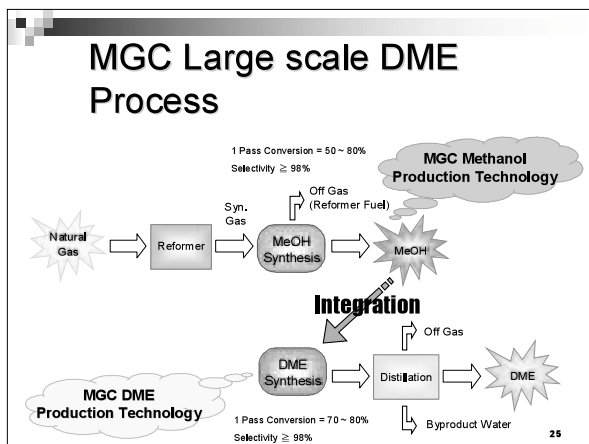 MGC Large scale DME
Process
1 Pass Conversion = 50 ~ 80%
Selectivity ≧ 98%
MGC Methanol
Production Technology
Off Gas
(Reformer Fuel)
Syn.
Gas
Natural
Gas
Reformer
MeOH
Synthesis
MeOH
Integration
Off Gas
DME
Synthesis
Distillation
DME
MGC DME
Production Technology
1 Pass Conversion = 70 ~ 80%
Selectivity ≧ 98%
Byproduct Water
25